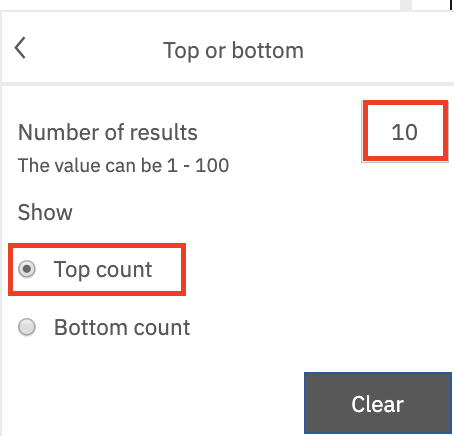 Top or bottom
Number of results 10
The value can be 1 - 100
Show
Top count
Bottom count
Clear